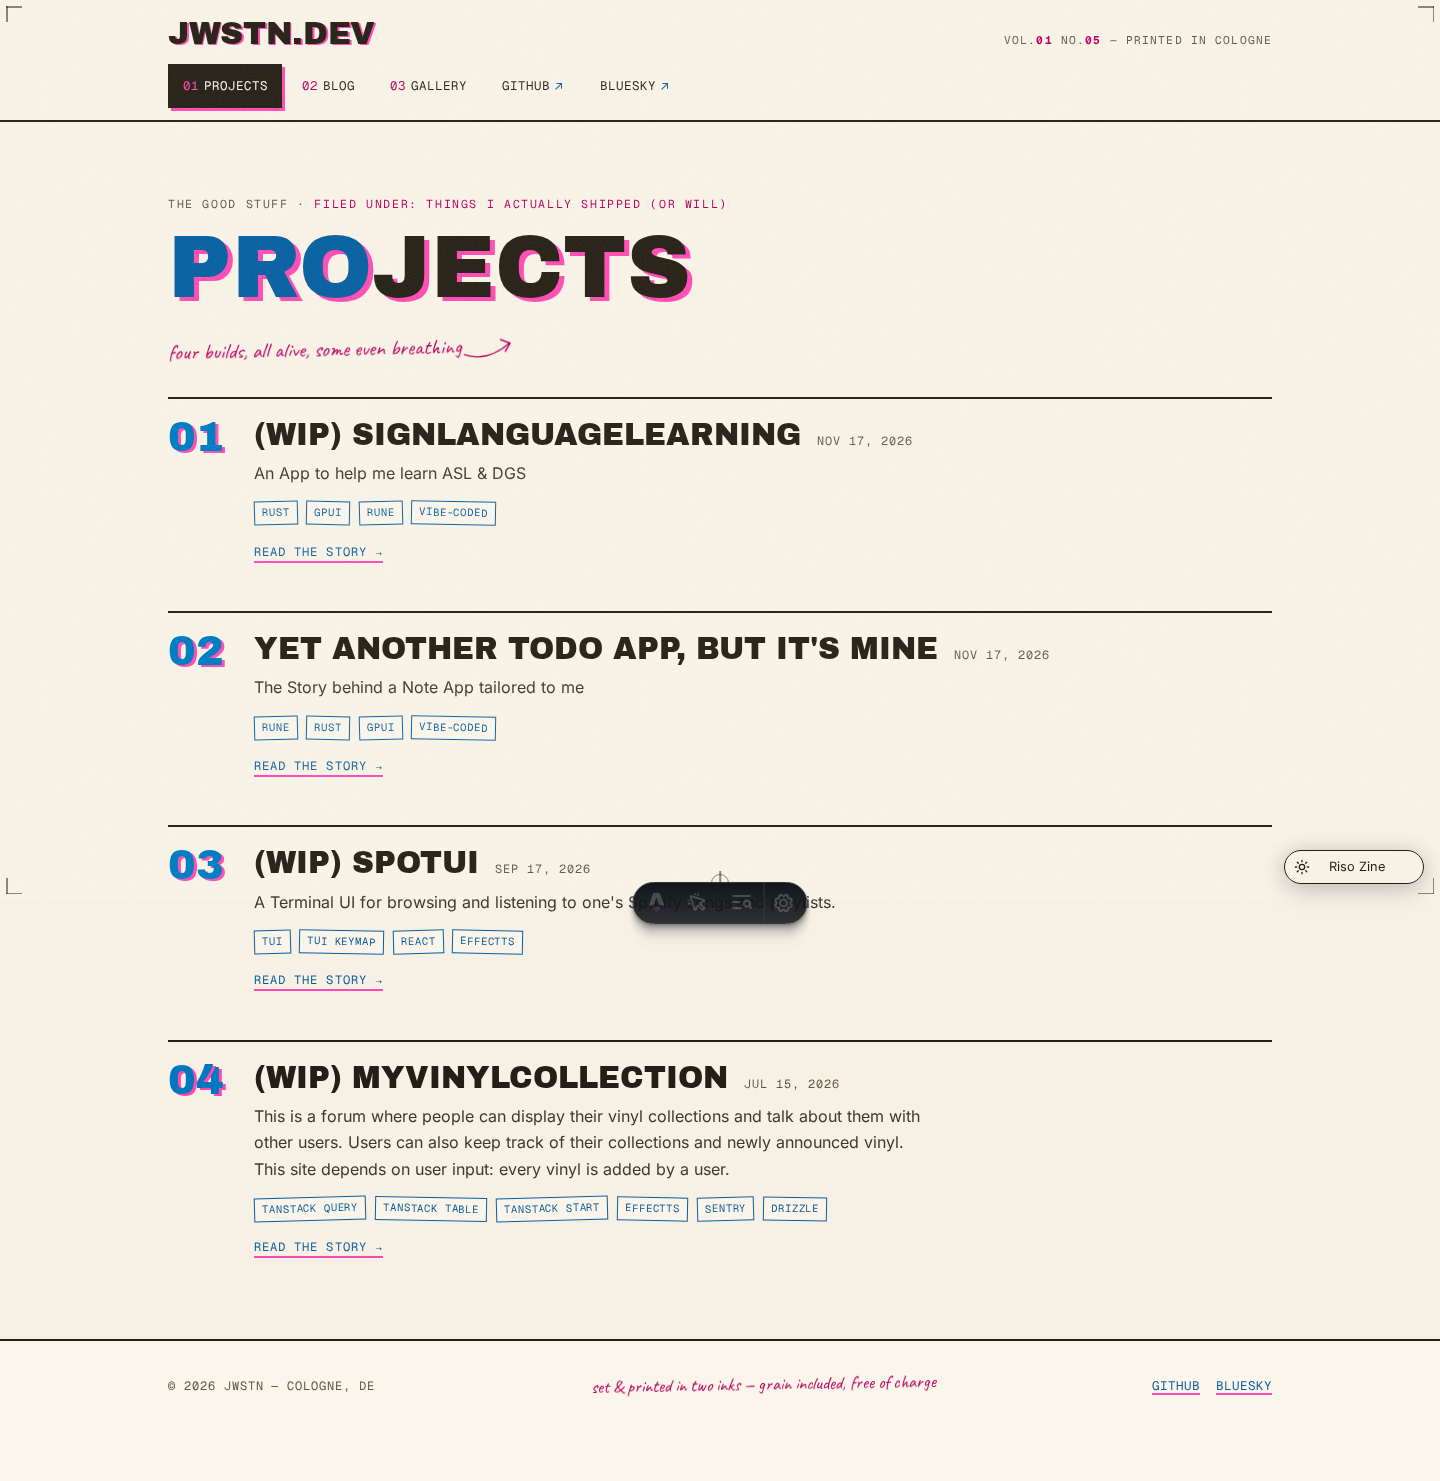 JWSTN.DEV
VOL.01 NO.05 — PRINTED IN COLOGNE
01 PROJECTS 02 BLOG 03 GALLERY GITHUB ↗ BLUESKY ↗
THE GOOD STUFF · FILED UNDER: THINGS I ACTUALLY SHIPPED (OR WILL)
PROJECTS
four builds, all alive, some even breathing
01 (WIP) SIGNLANGUAGELEARNING NOV 17, 2026
An App to help me learn ASL & DGS
RUST GPUI RUNE VIBE-CODED
READ THE STORY →
02 YET ANOTHER TODO APP, BUT IT'S MINE NOV 17, 2026
The Story behind a Note App tailored to me
RUNE RUST GPUI VIBE-CODED
READ THE STORY →
03 (WIP) SPOTUI SEP 17, 2026
Riso Zine
A Terminal UI for browsing and listening to one's
TUI TUI KEYMAP REACT EFFECTTS
READ THE STORY →
04 (WIP) MYVINYLCOLLECTION JUL 15, 2026
This is a forum where people can display their vinyl collections and talk about them with
other users. Users can also keep track of their collections and newly announced vinyl.
This site depends on user input: every vinyl is added by a user.
TANSTACK QUERY TANSTACK TABLE TANSTACK START EFFECTTS SENTRY DRIZZLE
READ THE STORY →
© 2026 JWSTN — COLOGNE, DE
set & printed in two inks — grain included, free of charge
GITHUB BLUESKY